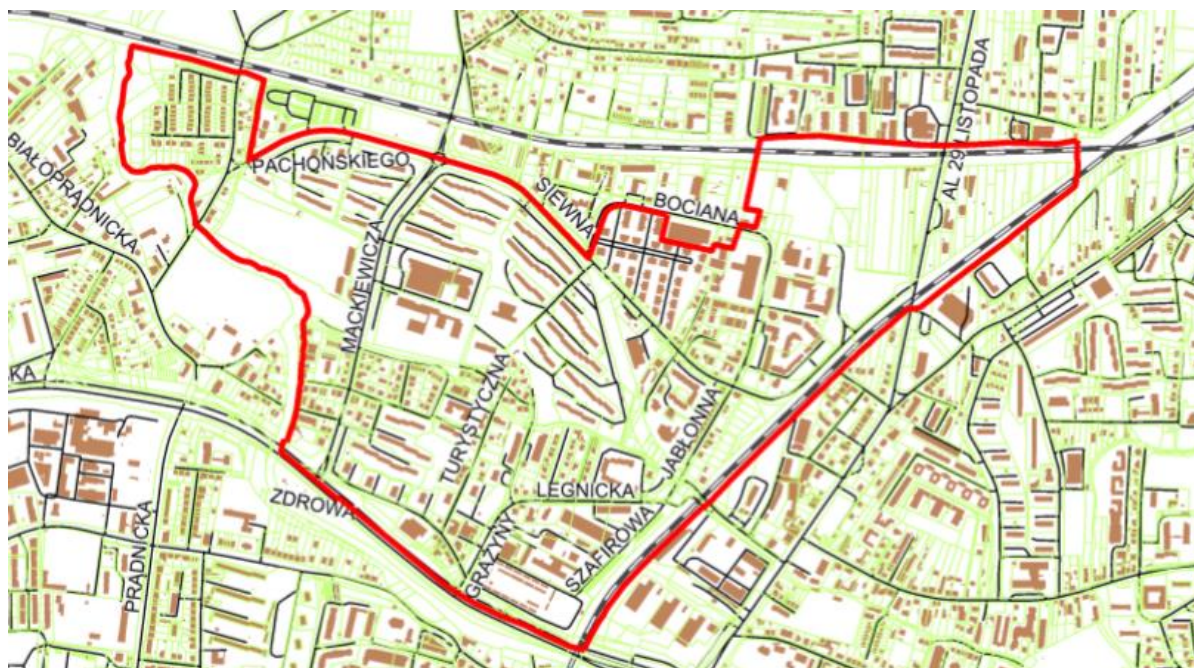 AL 29 LISTOPADA
BIAŁOPRĄDNICKA
PACHOŃSKIEGO
SIEWNA
BOCIANA
MACKIEWICZA
TURYSTYCZNA
KA
JABŁONNA
LEGNICKA
ZDROWA
PRĄDNICKA
GRAŻYNY
SZAFIROWA